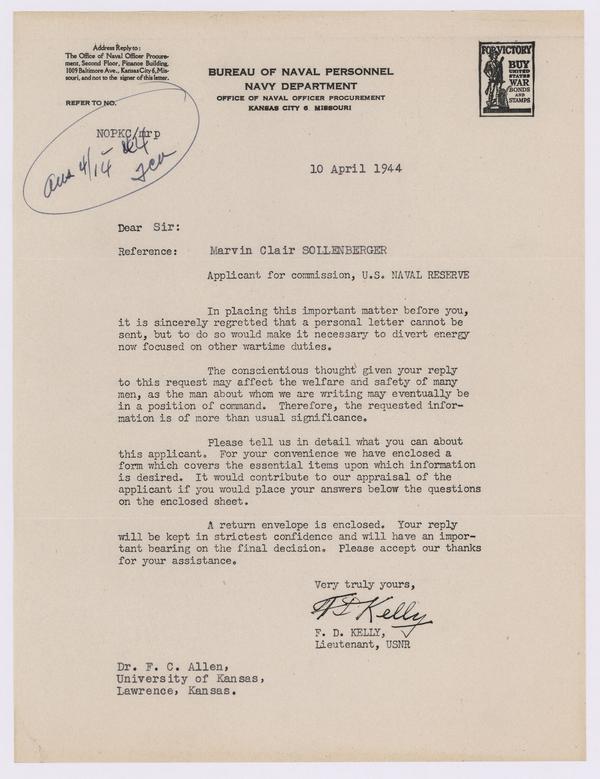 Address Reply to:
The Office of Naval Officer Procure-
ment, Second Floor, Finance Building,
1009 Baltimore Ave., Kansas City 6, Mis-
souri, and not to the signer of this letter.
REFER TO NO.
NOPKC/mrp
Ans 4/14
BUREAU OF NAVAL PERSONNEL
NAVY DEPARTMENT
OFFICE OF NAVAL OFFICER PROCUREMENT
KANSAS CITY 6 MISSOURI
FOR VICTORY
BUY
UNITED
STATES
WAR
BONDS
AND
STAMPS
10 April 1944
Dear Sir:
Reference: Marvin Clair SOLLENBERGER
Applicant for commission, U.S. NAVAL RESERVE
In placing this important matter before you,
it is sincerely regretted that a personal letter cannot be
sent, but to do so would make it necessary to divert energy
now focused on other wartime duties.
The conscientious thought given your reply
to this request may affect the welfare and safety of many
men, as the man about whom we are writing may eventually be
in a position of command. Therefore, the requested infor-
mation is of more than usual significance.
Please tell us in detail what you can about
this applicant. For your convenience we have enclosed a
form which covers the essential items upon which information
is desired. It would contribute to our appraisal of the
applicant if you would place your answers below the questions
on the enclosed sheet.
A return envelope is enclosed. Your reply
will be kept in strictest confidence and will have an impor-
tant bearing on the final decision. Please accept our thanks
for your assistance.
Very truly yours,
F D Kelly
F. D. KELLY,
Lieutenant, USNR
Dr. F. C. Allen,
University of Kansas,
Lawrence, Kansas.